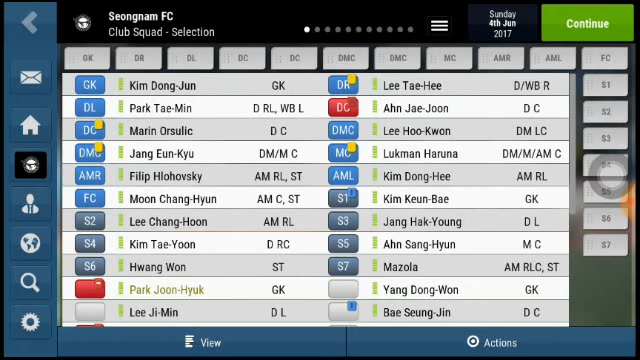 Seongnam FC
Club Squad - Selection
Sunday
4th Jun
2017
Continue
GK DR DL DC DC DMC DMC MC AMR AML FC
GK Kim Dong-Jun GK DR Lee Tae-Hee D/WB R S1
DL Park Tae-Min D RL, WB L DC Ahn Jae-Joon D C S2
DC Marin Orsulic D C DMC Lee Hoo-Kwon DM LC S3
DMC Jang Eun-Kyu DM/M C MC Lukman Haruna DM/M/AM C
AMR Filip Hlohovsky AM RL, ST AML Kim Dong-Hee AM RL S5
FC Moon Chang-Hyun AM C, ST S1 Kim Keun-Bae GK
S2 Lee Chang-Hoon AM RL S3 Jang Hak-Young D L S6
S4 Kim Tae-Yoon D RC S5 Ahn Sang-Hyun M C S7
S6 Hwang Won ST S7 Mazola AM RLC, ST
Park Joon-Hyuk GK Yang Dong-Won GK
Lee Ji-Min D L Bae Seung-Jin D C
View Actions